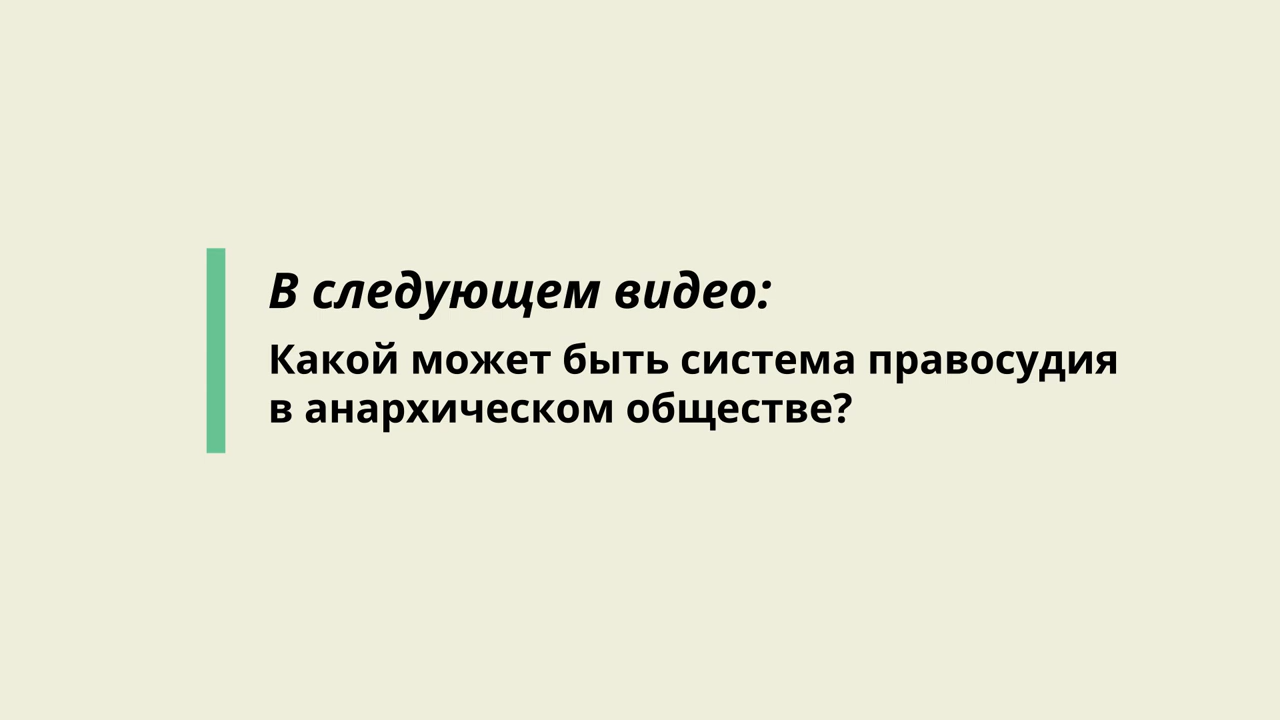 В следующем видео:
Какой может быть система правосудия
в анархическом обществе?